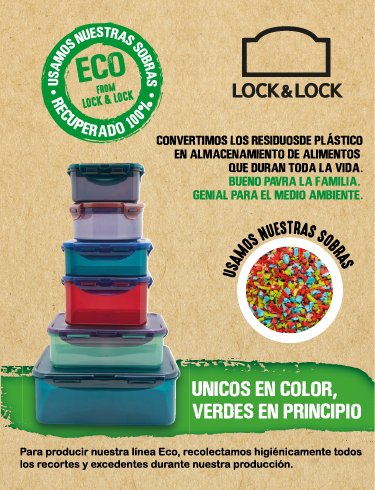 • USAMOS NUESTRAS SOBRAS •
ECO
FROM
LOCK & LOCK
RECUPERADO 100%
LOCK&LOCK
CONVERTIMOS LOS RESIDUOSDE PLÁSTICO
EN ALMACENAMIENTO DE ALIMENTOS
QUE DURAN TODA LA VIDA.
BUENO PAVRA LA FAMILIA.
GENIAL PARA EL MEDIO AMBIENTE.
USAMOS NUESTRAS SOBRAS
UNICOS EN COLOR,
VERDES EN PRINCIPIO
Para producir nuestra línea Eco, recolectamos higiénicamente todos
los recortes y excedentes durante nuestra producción.